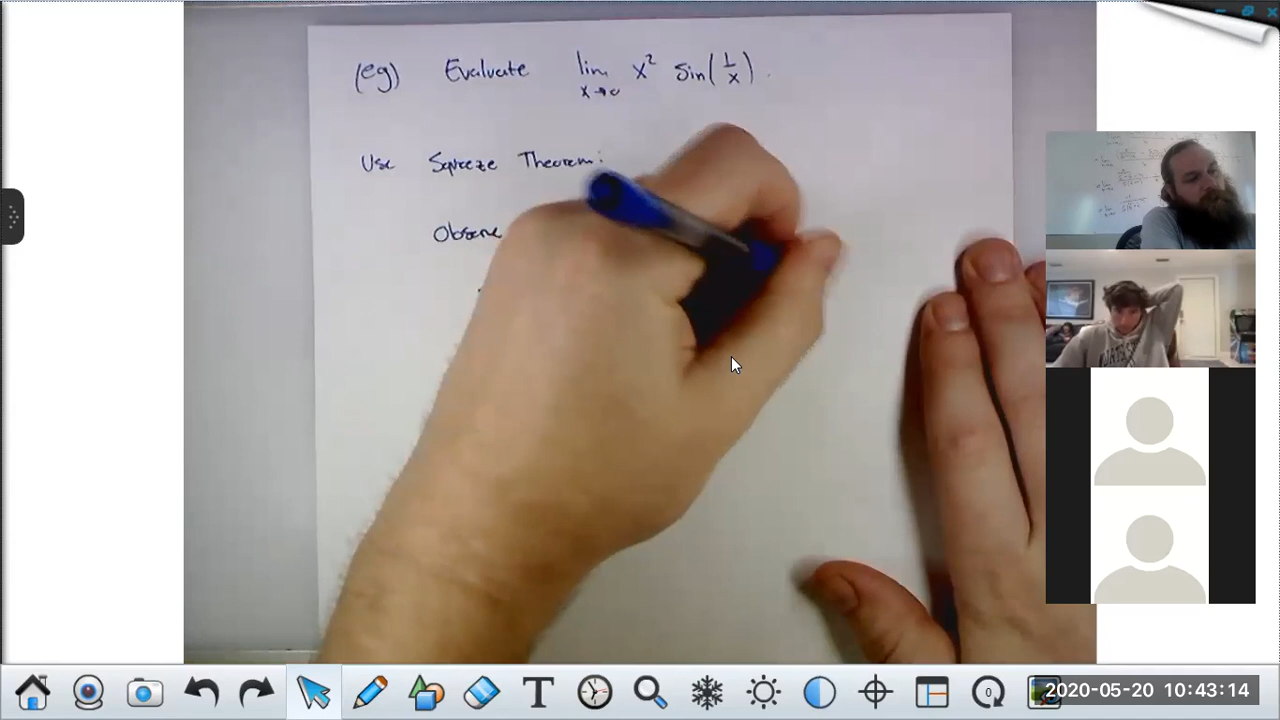 (eg) Evaluate lim x² sin(1/x).
x→0
Use Squeeze Theorem:
Observe
2020-05-20 10:43:14